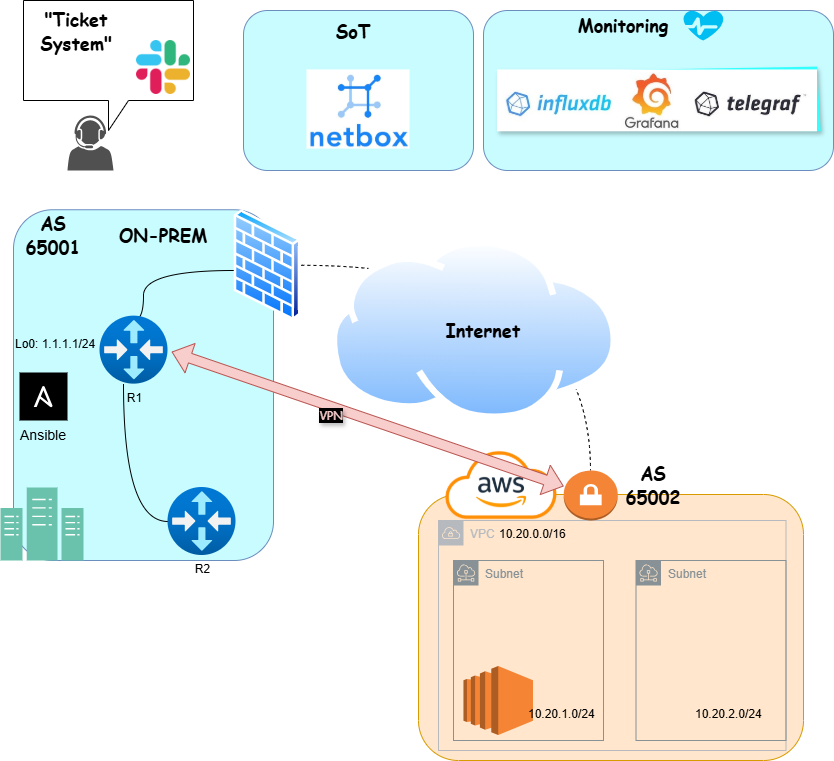 "Ticket
System"
SoT
netbox
Monitoring
influxdb
Grafana
telegraf
AS
65001
ON-PREM
Internet
Lo0: 1.1.1.1/24
R1
Ansible
VPN
R2
aws
AS
65002
VPC 10.20.0.0/16
Subnet
Subnet
10.20.1.0/24
10.20.2.0/24